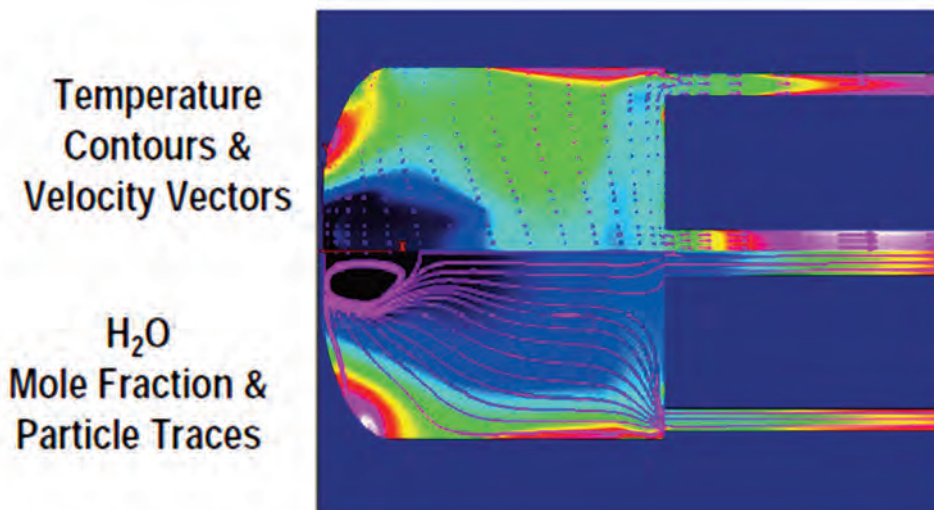 Temperature
Contours &
Velocity Vectors
X
H₂O
Mole Fraction &
Particle Traces